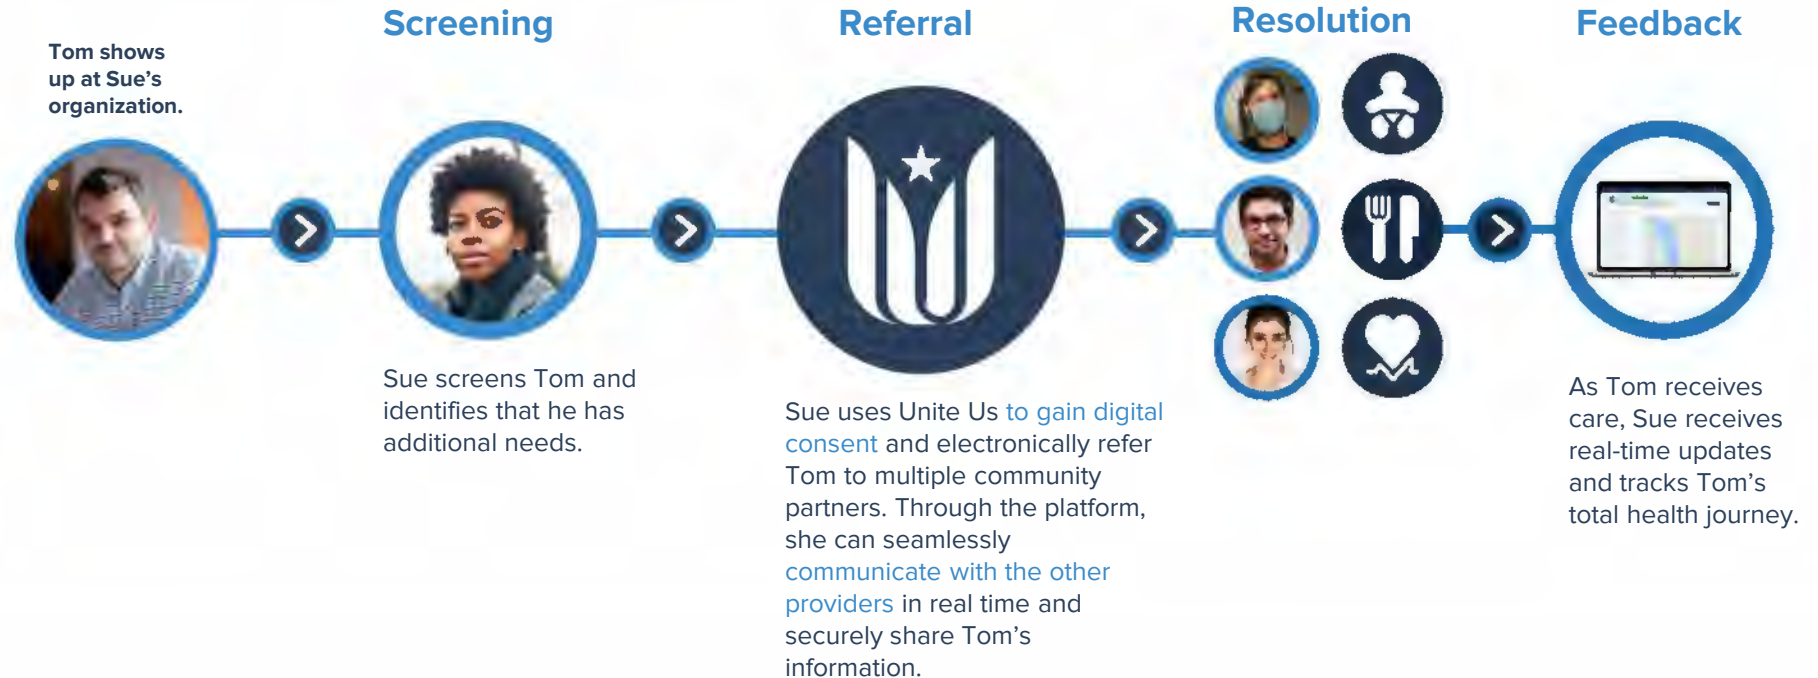 Tom shows
up at Sue's
organization.
Screening
Sue screens Tom and
identifies that he has
additional needs.
Referral
Sue uses Unite Us to gain digital
consent and electronically refer
Tom to multiple community
partners. Through the platform,
she can seamlessly
communicate with the other
providers in real time and
securely share Tom's
information.
Resolution
Feedback
As Tom receives
care, Sue receives
real-time updates
and tracks Tom's
total health journey.